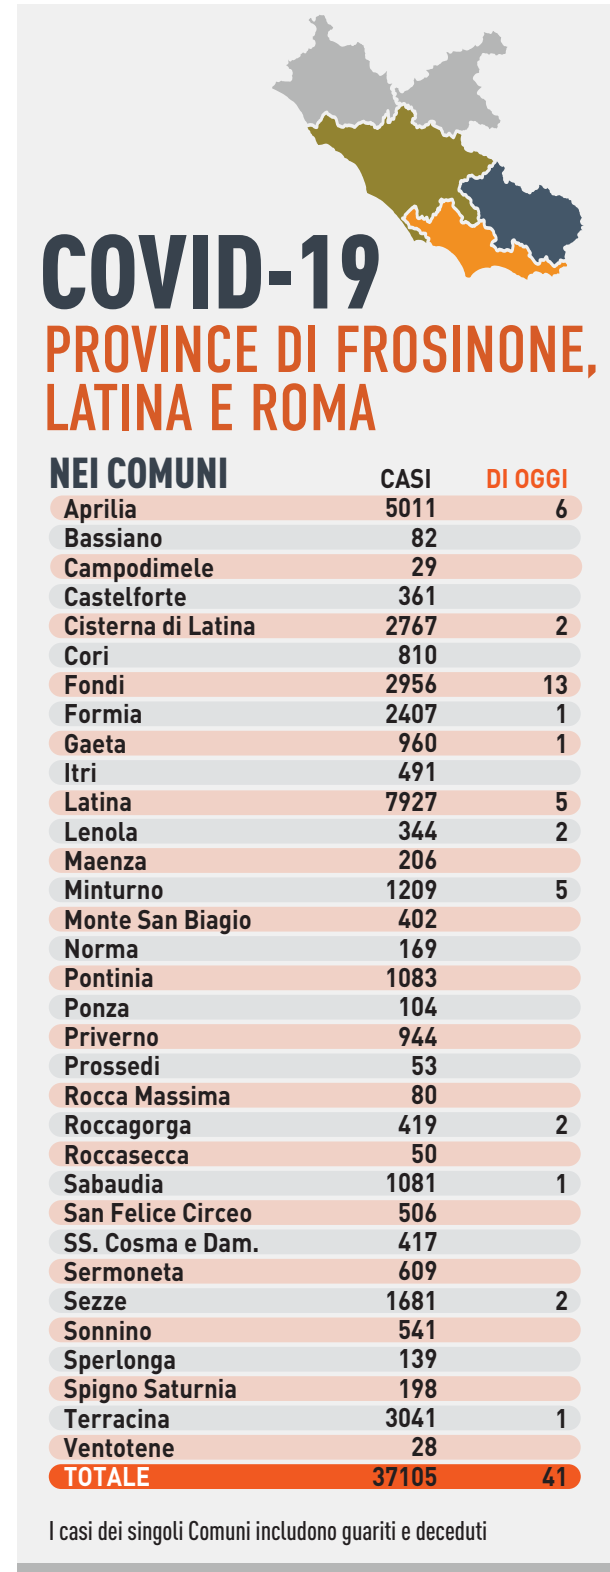 COVID-19
PROVINCE DI FROSINONE,
LATINA E ROMA
NEI COMUNI CASI DI OGGI
Aprilia 5011 6
Bassiano 82
Campodimele 29
Castelforte 361
Cisterna di Latina 2767 2
Cori 810
Fondi 2956 13
Formia 2407 1
Gaeta 960 1
Itri 491
Latina 7927 5
Lenola 344 2
Maenza 206
Minturno 1209 5
Monte San Biagio 402
Norma 169
Pontinia 1083
Ponza 104
Priverno 944
Prossedi 53
Rocca Massima 80
Roccagorga 419 2
Roccasecca 50
Sabaudia 1081 1
San Felice Circeo 506
SS. Cosma e Dam. 417
Sermoneta 609
Sezze 1681 2
Sonnino 541
Sperlonga 139
Spigno Saturnia 198
Terracina 3041 1
Ventotene 28
TOTALE 37105 41
I casi dei singoli Comuni includono guariti e deceduti